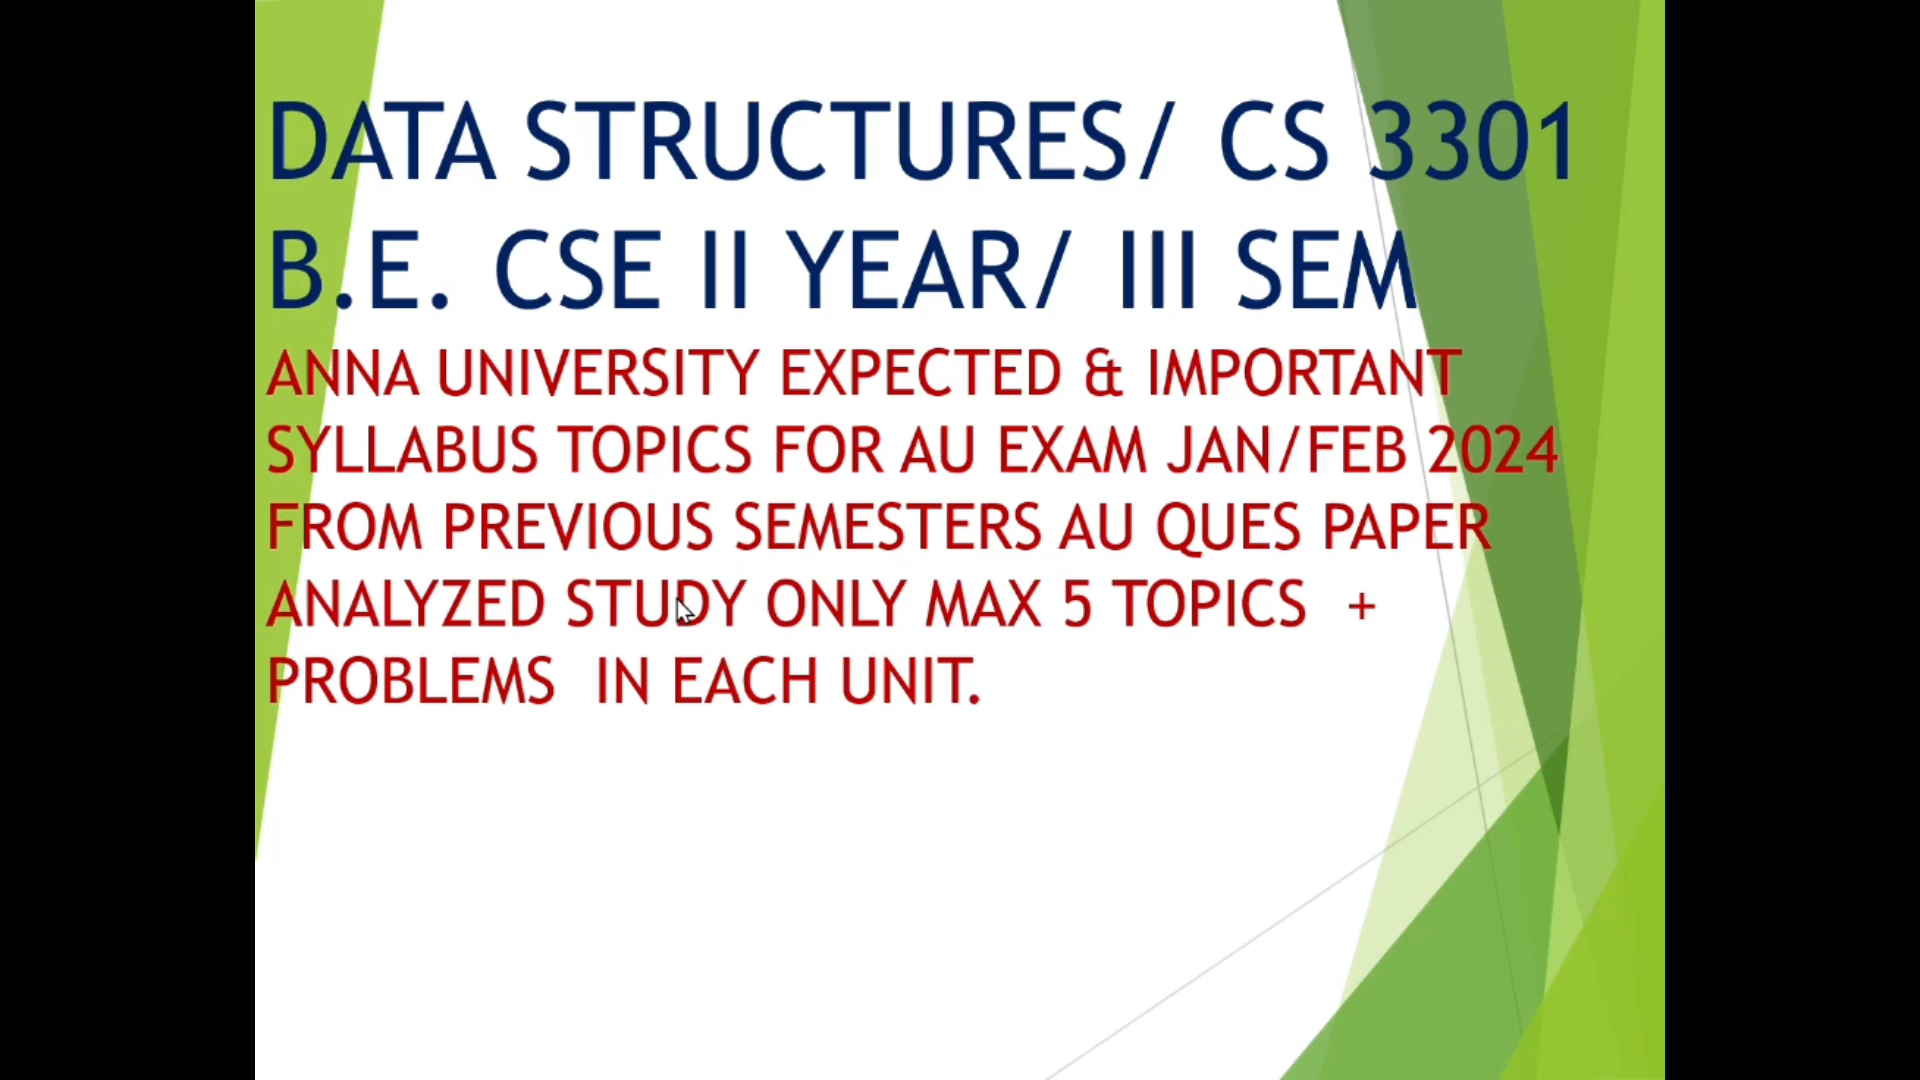 DATA STRUCTURES/ CS 3301
B.E. CSE II YEAR/ III SEM
ANNA UNIVERSITY EXPECTED & IMPORTANT
SYLLABUS TOPICS FOR AU EXAM JAN/FEB 2024
FROM PREVIOUS SEMESTERS AU QUES PAPER
ANALYZED STUDY ONLY MAX 5 TOPICS +
PROBLEMS IN EACH UNIT.